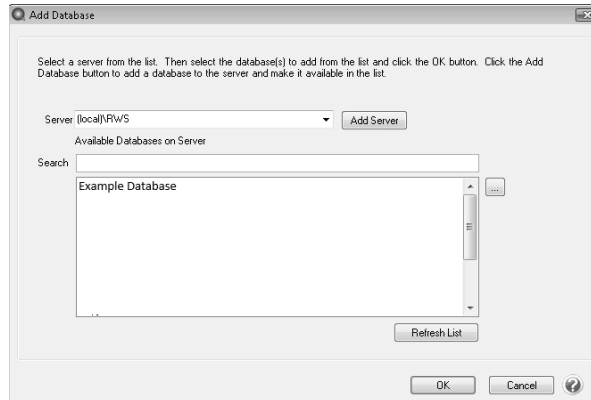 Add Database
Select a server from the list. Then select the database(s) to add from the list and click the OK button. Click the Add
Database button to add a database to the server and make it available in the list.
Server (local)\RWS Add Server
Available Databases on Server
Search
Example Database
...
Refresh List
OK Cancel ?